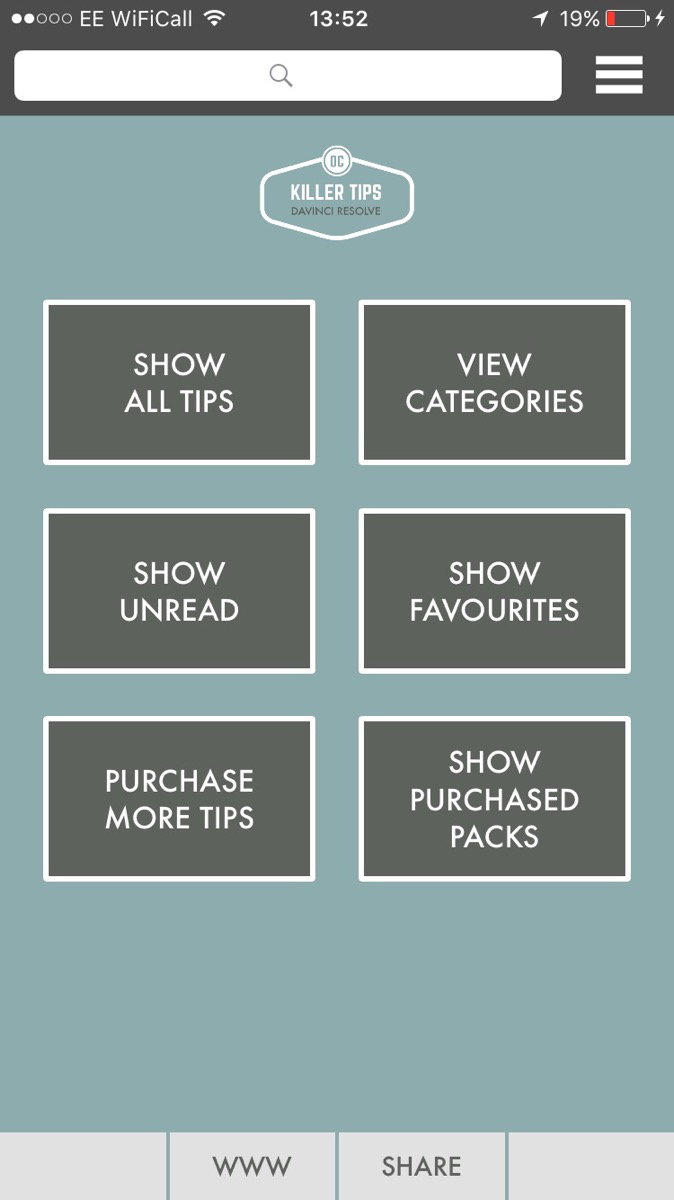 EE WiFiCall 13:52 19%
OC
KILLER TIPS
DAVINCI RESOLVE
SHOW
ALL TIPS
VIEW
CATEGORIES
SHOW
UNREAD
SHOW
FAVOURITES
PURCHASE
MORE TIPS
SHOW
PURCHASED
PACKS
WWW
SHARE